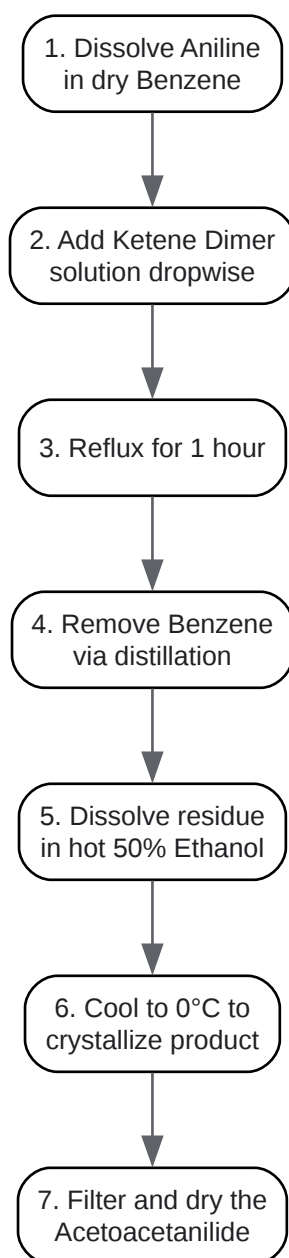 1. Dissolve Aniline
in dry Benzene
2. Add Ketene Dimer
solution dropwise
3. Reflux for 1 hour
4. Remove Benzene
via distillation
5. Dissolve residue
in hot 50% Ethanol
6. Cool to 0°C to
crystallize product
7. Filter and dry the
Acetoacetanilide